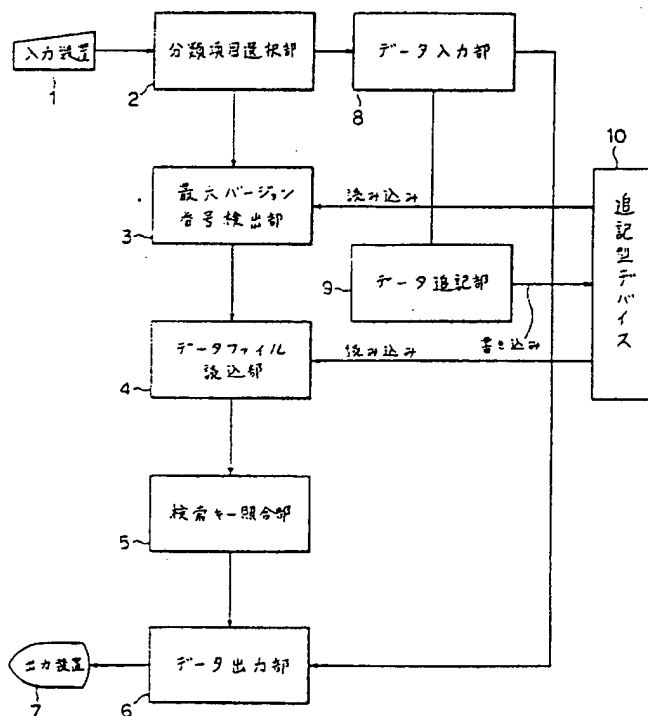 入力装置
1
分類項目選択部
2
データ入力部
8
10
追記型デバイス
最大バージョン
番号検出部
3
読み込み
データ追記部
9
書き込み
データファイル
読込部
4
読み込み
検索キー照合部
5
データ出力部
6
出力装置
7